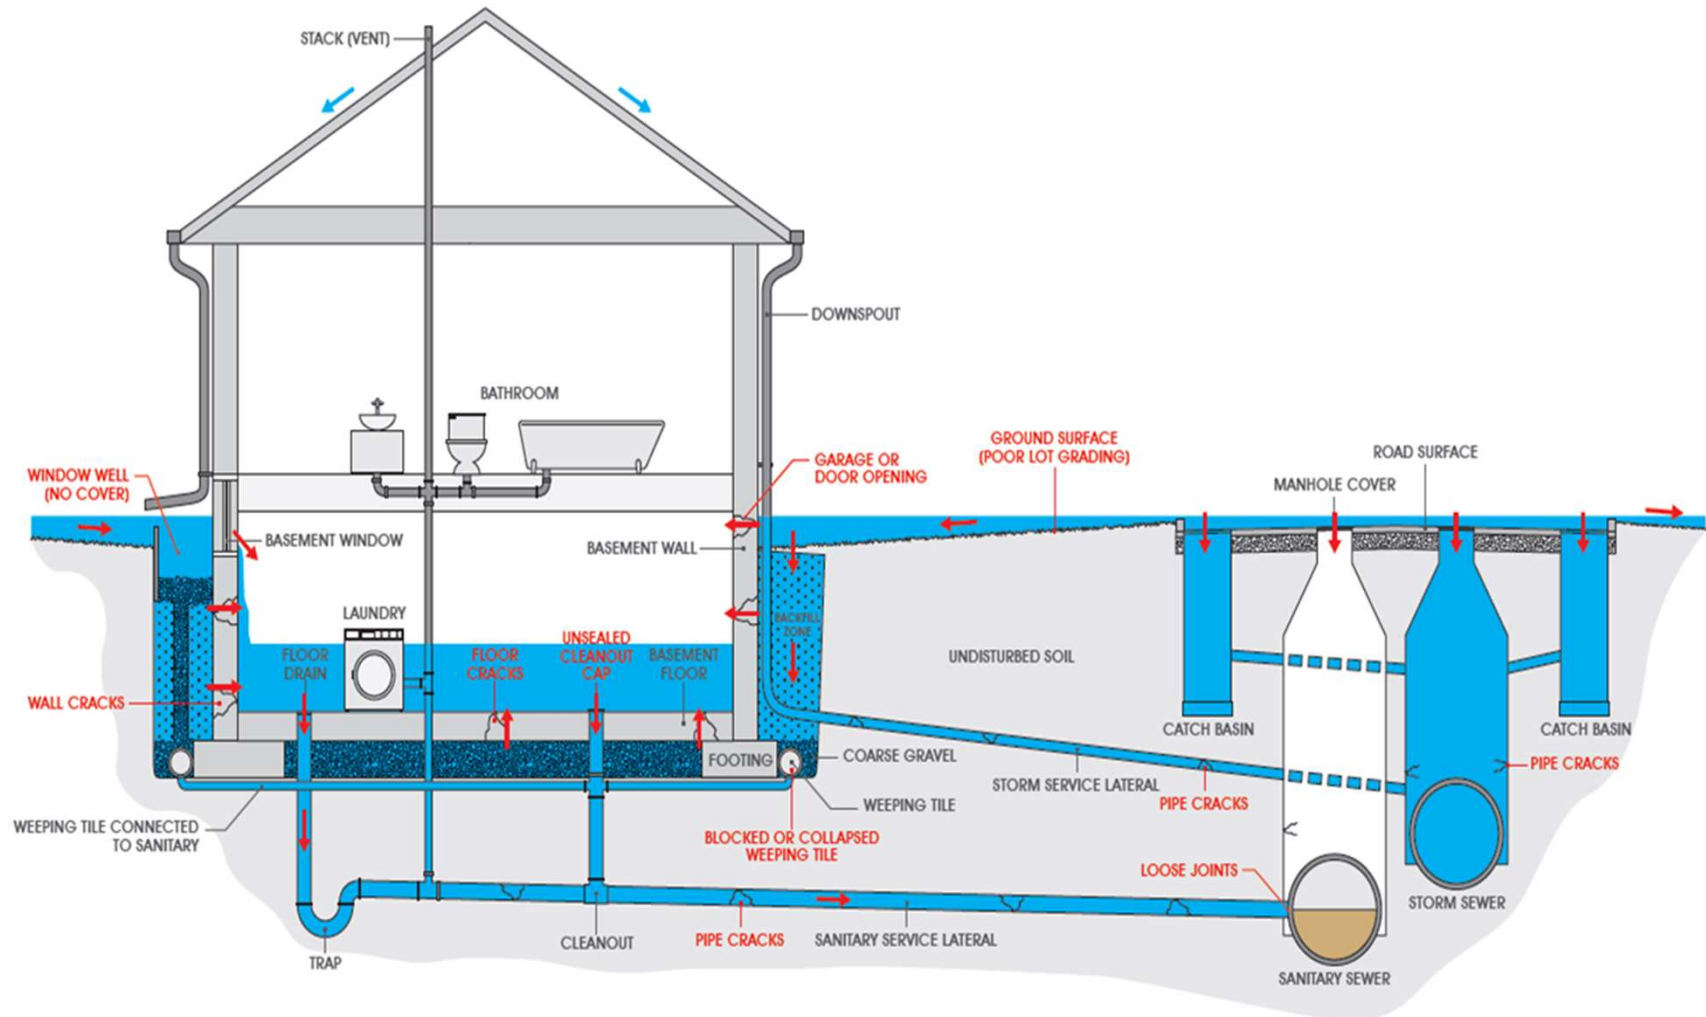 STACK (VENT)
DOWNSPOUT
BATHROOM
WINDOW WELL
(NO COVER)
GARAGE OR
DOOR OPENING
GROUND SURFACE
(POOR LOT GRADING)
ROAD SURFACE
MANHOLE COVER
BASEMENT WINDOW
BASEMENT WALL
LAUNDRY
BACKFILL
ZONE
FLOOR
DRAIN
FLOOR
CRACKS
UNSEALED
CLEANOUT
CAP
BASEMENT
FLOOR
UNDISTURBED SOIL
WALL CRACKS
CATCH BASIN
CATCH BASIN
FOOTING
COARSE GRAVEL
STORM SERVICE LATERAL
PIPE CRACKS
PIPE CRACKS
WEEPING TILE
WEEPING TILE CONNECTED
TO SANITARY
BLOCKED OR COLLAPSED
WEEPING TILE
LOOSE JOINTS
STORM SEWER
TRAP
CLEANOUT
PIPE CRACKS
SANITARY SERVICE LATERAL
SANITARY SEWER